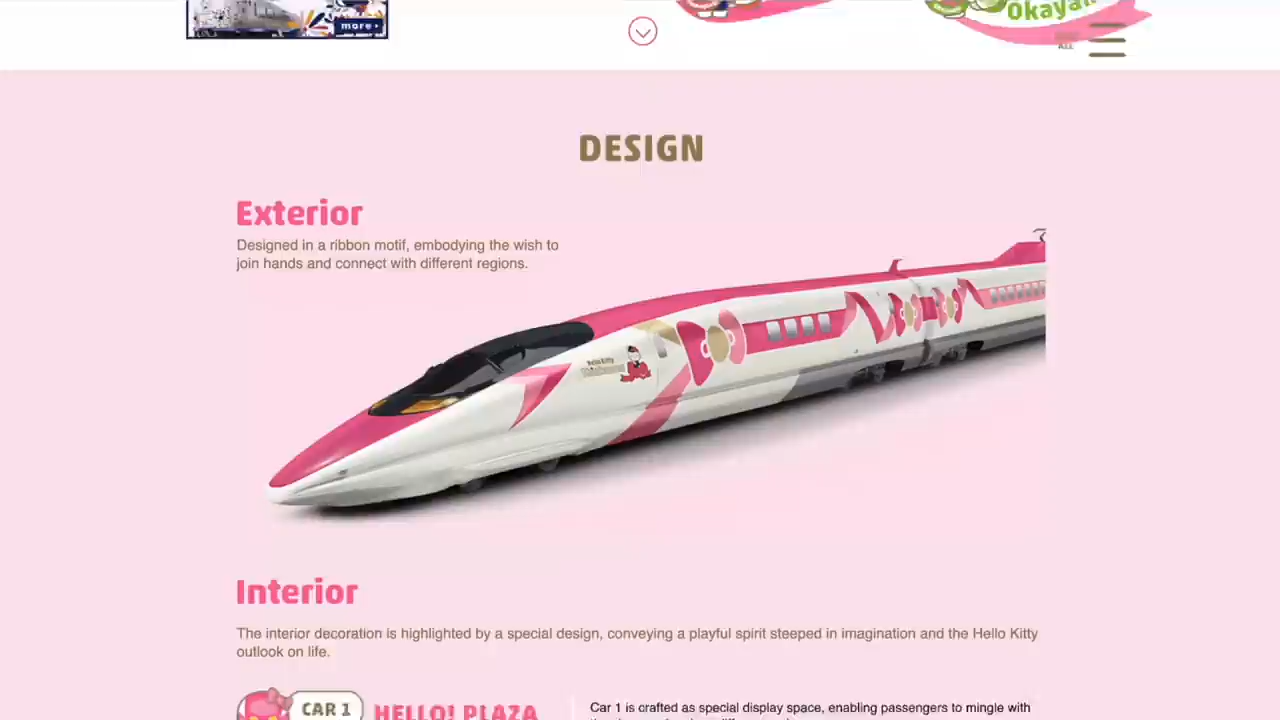 more
Okayam
ALL
DESIGN
Exterior
Designed in a ribbon motif, embodying the wish to
join hands and connect with different regions.
Hello Kitty
Interior
The interior decoration is highlighted by a special design, conveying a playful spirit steeped in imagination and the Hello Kitty
outlook on life.
CAR 1
HELLO! PLAZA
Car 1 is crafted as special display space, enabling passengers to mingle with